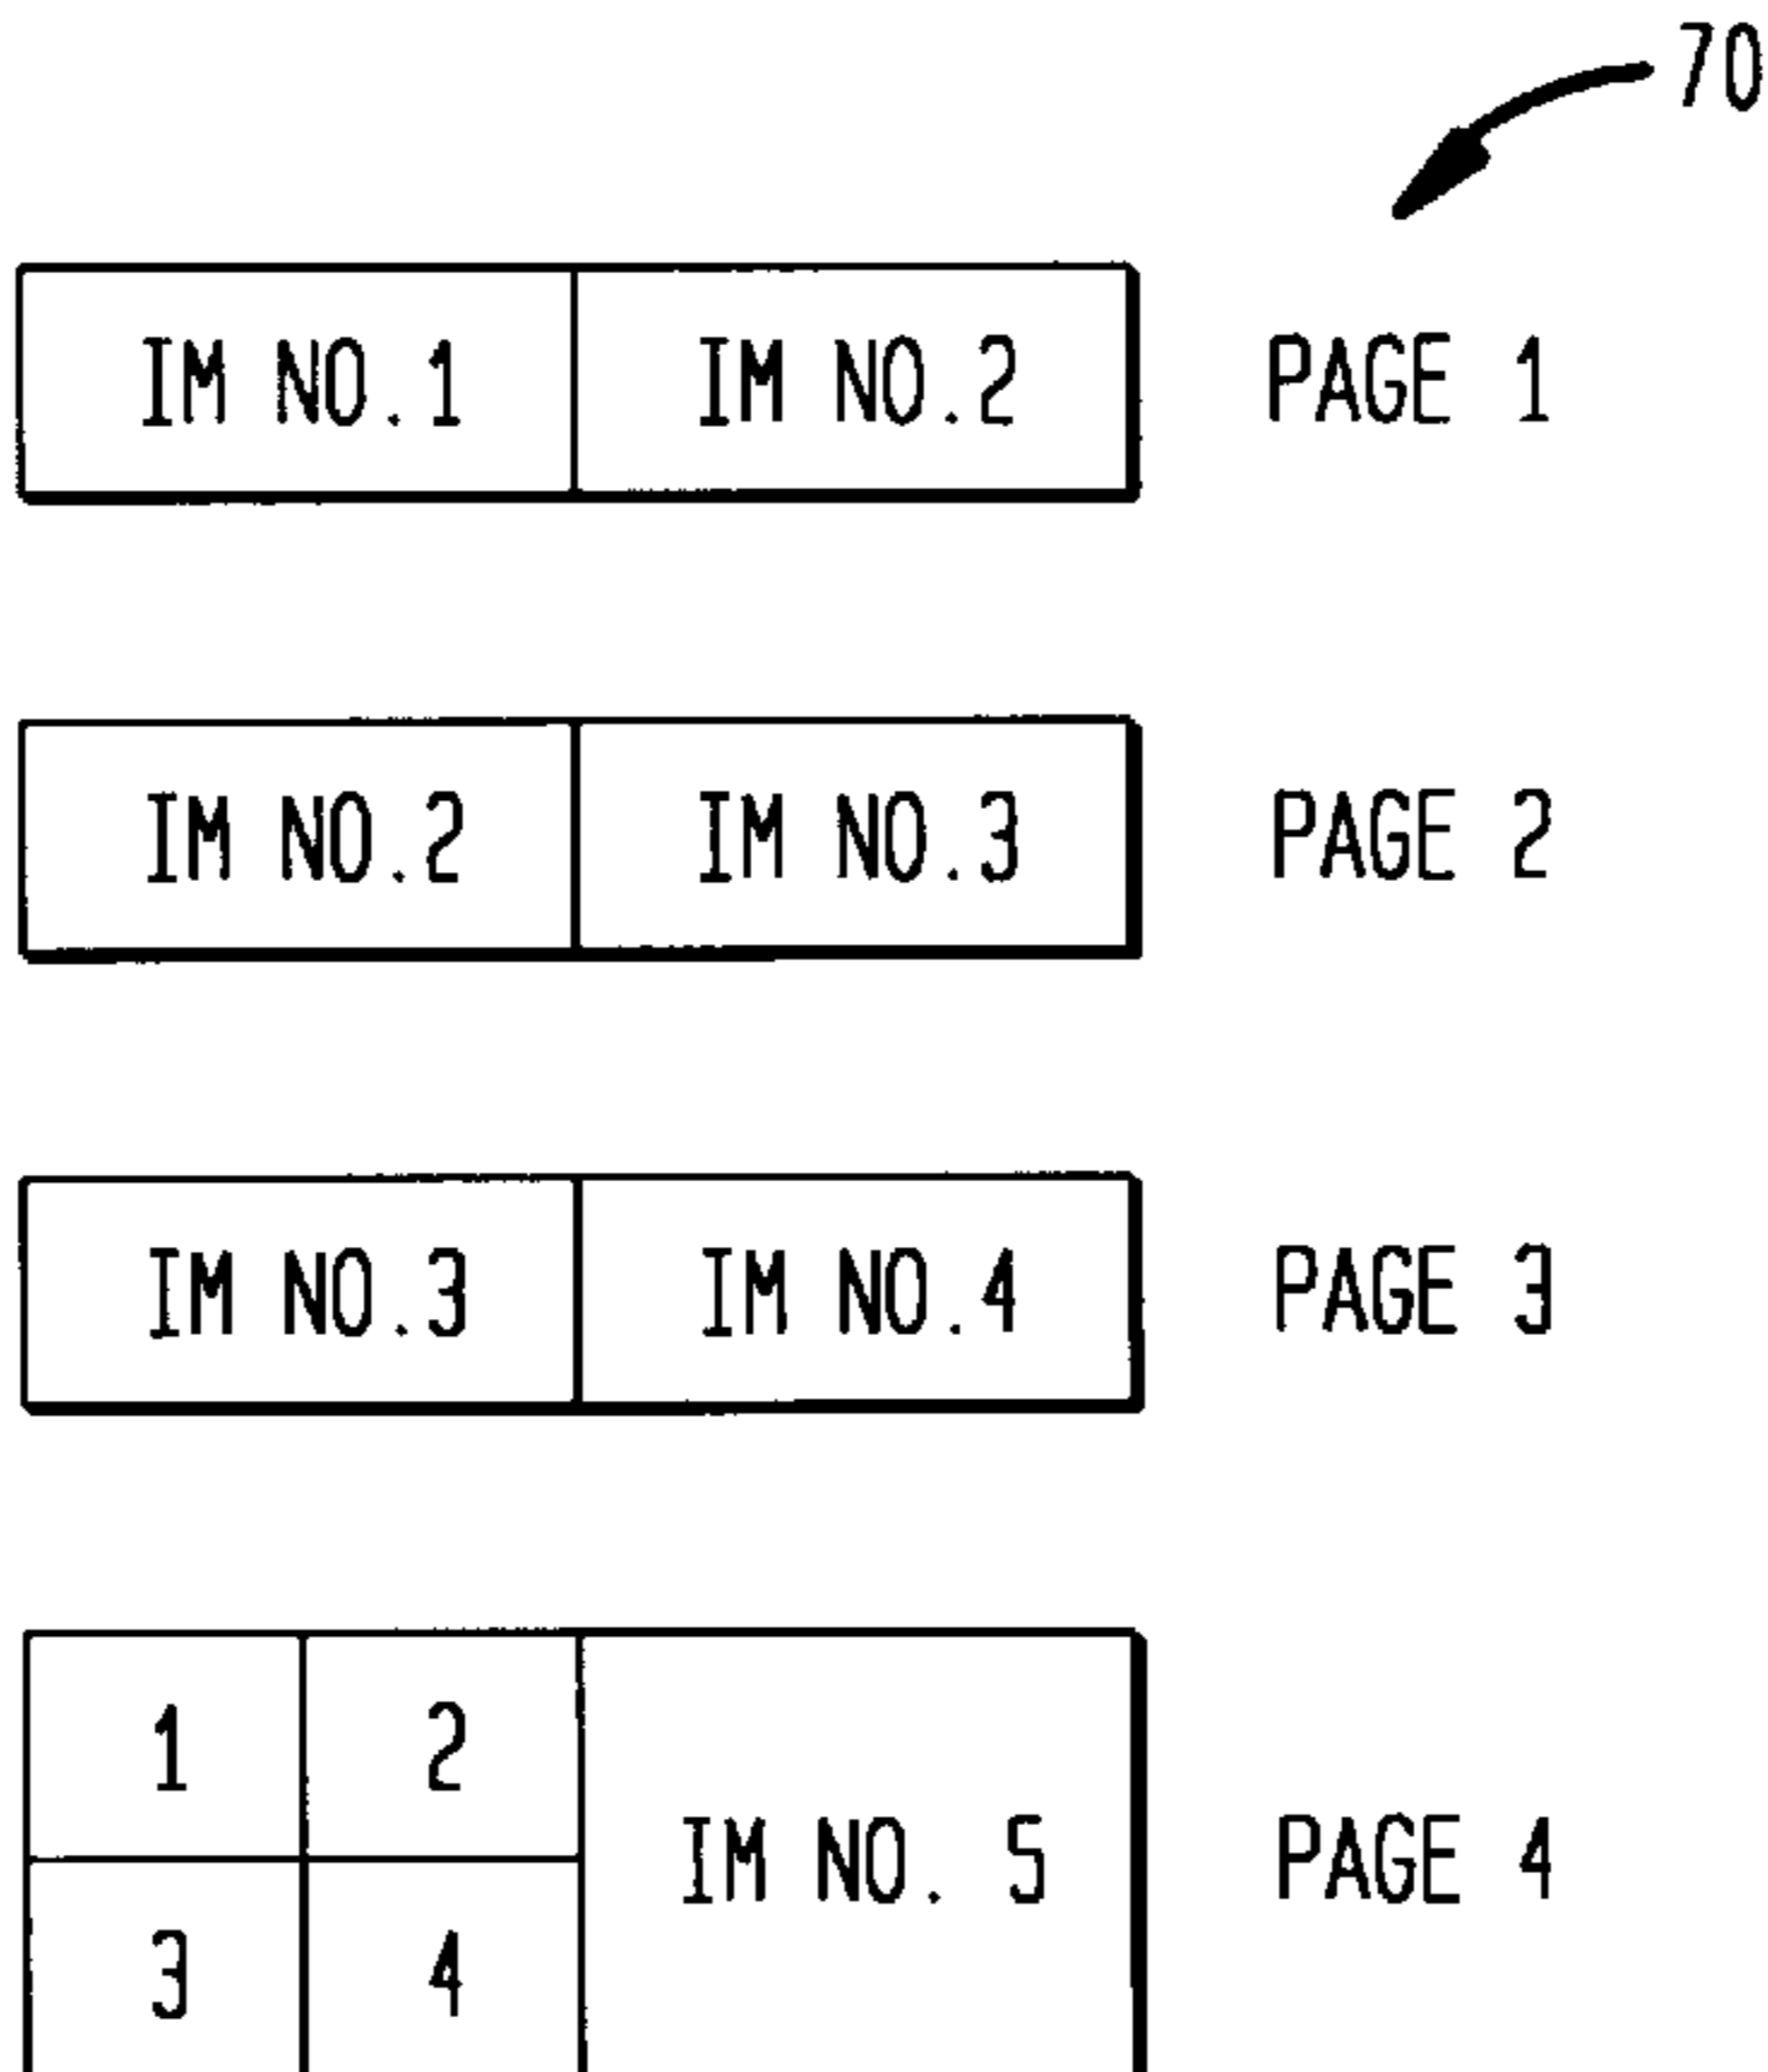 70
IM NO.1 IM NO.2 PAGE 1
IM NO.2 IM NO.3 PAGE 2
IM NO.3 IM NO.4 PAGE 3
1 2
IM NO. 5 PAGE 4
3 4